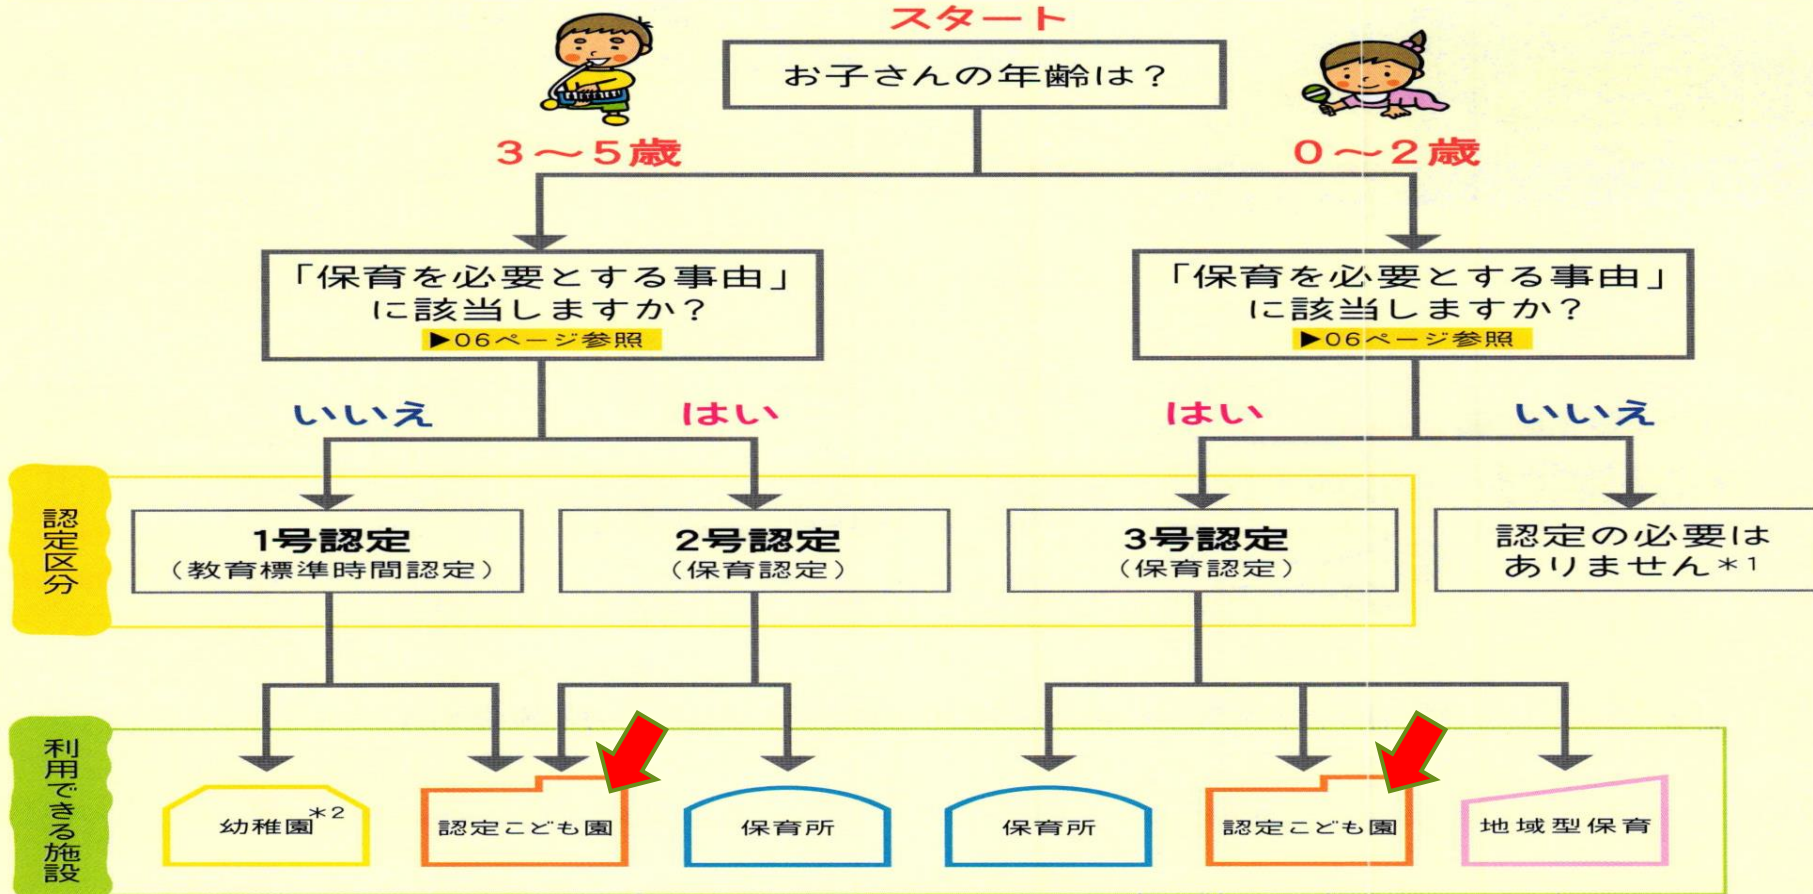 スタート
お子さんの年齢は？
3～5歳
0～2歳
「保育を必要とする事由」
に該当しますか？
▶06ページ参照
「保育を必要とする事由」
に該当しますか？
▶06ページ参照
いいえ
はい
はい
いいえ
認定区分
1号認定
（教育標準時間認定）
2号認定
（保育認定）
3号認定
（保育認定）
認定の必要は
ありません＊1
利用できる施設
幼稚園＊2
認定こども園
保育所
保育所
認定こども園
地域型保育